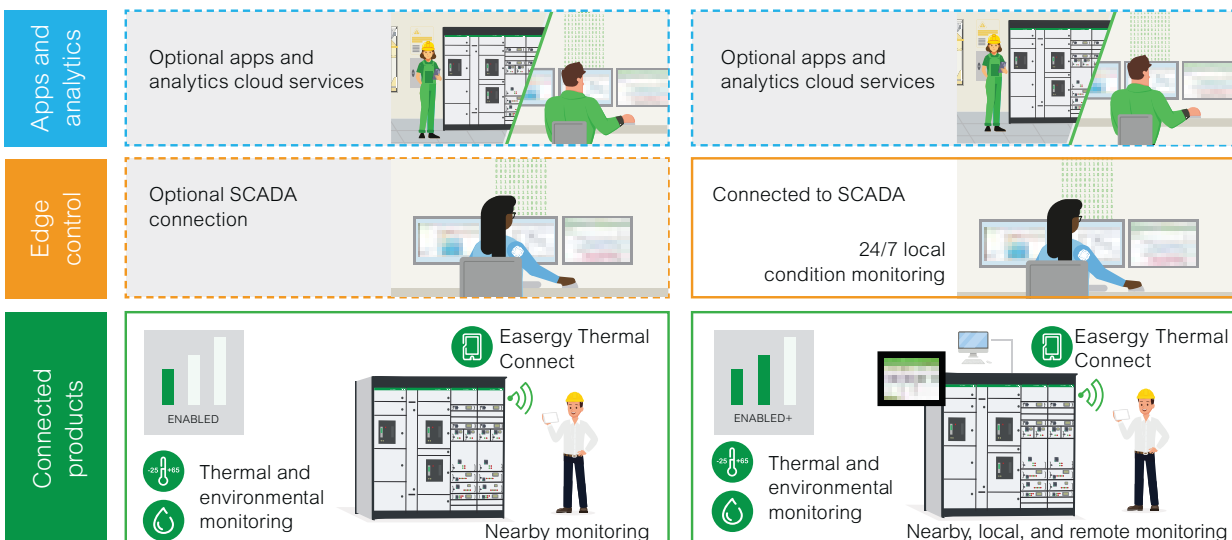 Apps and
analytics
Optional apps and
analytics cloud services
Optional apps and
analytics cloud services
Edge
control
Optional SCADA
connection
Connected to SCADA
24/7 local
condition monitoring
Connected
products
ENABLED
Easergy Thermal
Connect
-25 +65
Thermal and
environmental
monitoring
Nearby monitoring
ENABLED+
Easergy Thermal
Connect
-25 +65
Thermal and
environmental
monitoring
Nearby, local, and remote monitoring